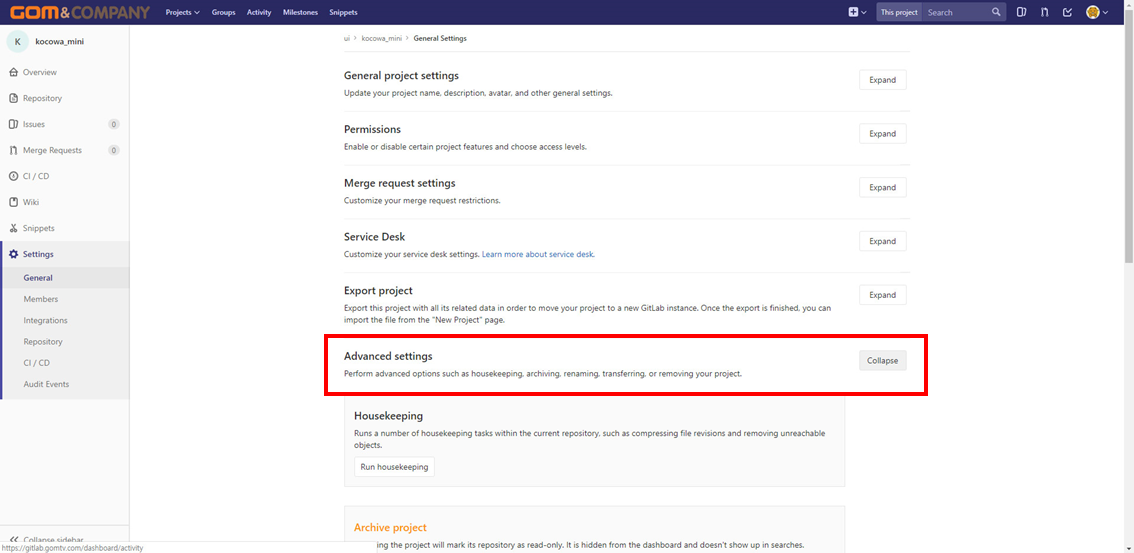 GOM&COMPANY Projects Groups Activity Milestones Snippets This project Search
K kocowa_mini
Overview
Repository
Issues 0
Merge Requests 0
CI / CD
Wiki
Snippets
Settings
General
Members
Integrations
Repository
CI / CD
Audit Events
Collapse sidebar
https://gitlab.gomtv.com/dashboard/activity
ui > kocowa_mini > General Settings
General project settings
Expand
Update your project name, description, avatar, and other general settings.
Permissions
Expand
Enable or disable certain project features and choose access levels.
Merge request settings
Expand
Customize your merge request restrictions.
Service Desk
Expand
Customize your service desk settings. Learn more about service desk.
Export project
Expand
Export this project with all its related data in order to move your project to a new GitLab instance. Once the export is finished, you can
import the file from the "New Project" page.
Advanced settings
Collapse
Perform advanced options such as housekeeping, archiving, renaming, transferring, or removing your project.
Housekeeping
Runs a number of housekeeping tasks within the current repository, such as compressing file revisions and removing unreachable
objects.
Run housekeeping
Archive project
the project will mark its repository as read-only. It is hidden from the dashboard and doesn't show up in searches.